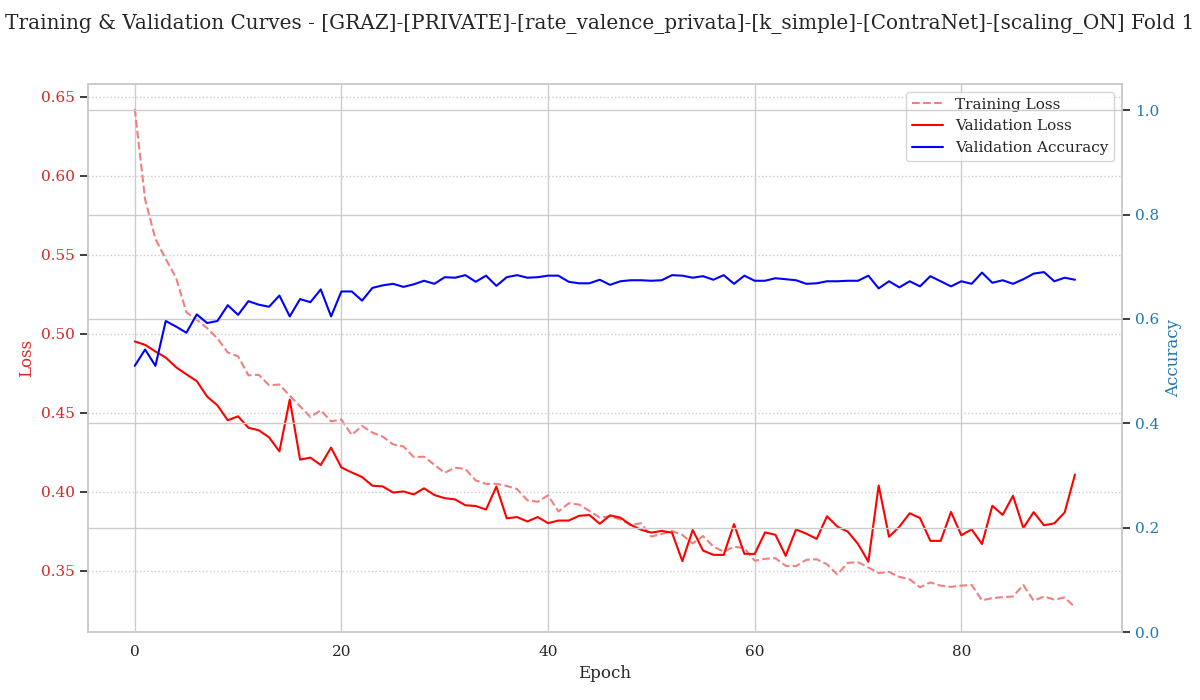 Training & Validation Curves - [GRAZ]-[PRIVATE]-[rate_valence_privata]-[k_simple]-[ContraNet]-[scaling_ON] Fold 1
Training Loss
Validation Loss
Validation Accuracy
0.65
0.60
0.55
0.50
0.45
0.40
0.35
Loss
1.0
0.8
0.6
0.4
0.2
0.0
Accuracy
0
20
40
60
80
Epoch